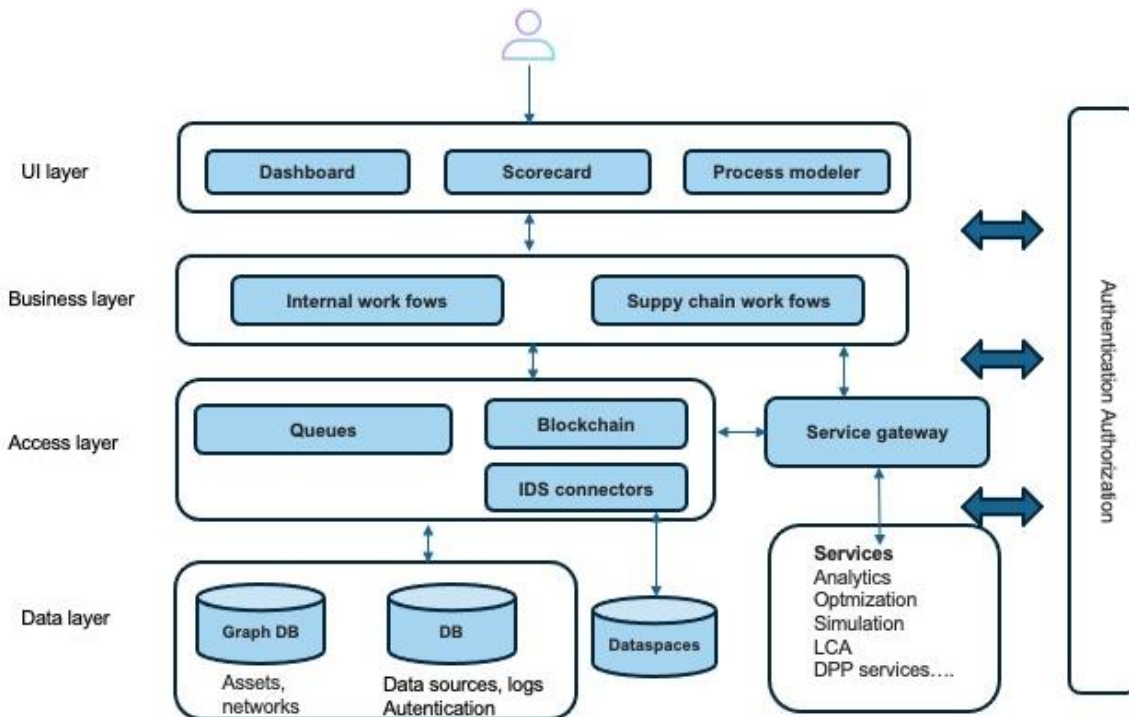 UI layer
Dashboard
Scorecard
Process modeler
Business layer
Internal work fows
Suppy chain work fows
Access layer
Queues
Blockchain
IDS connectors
Service gateway
Authentication Authorization
Data layer
Graph DB
Assets,
networks
DB
Data sources, logs
Autentication
Dataspaces
Services
Analytics
Optmization
Simulation
LCA
DPP services....